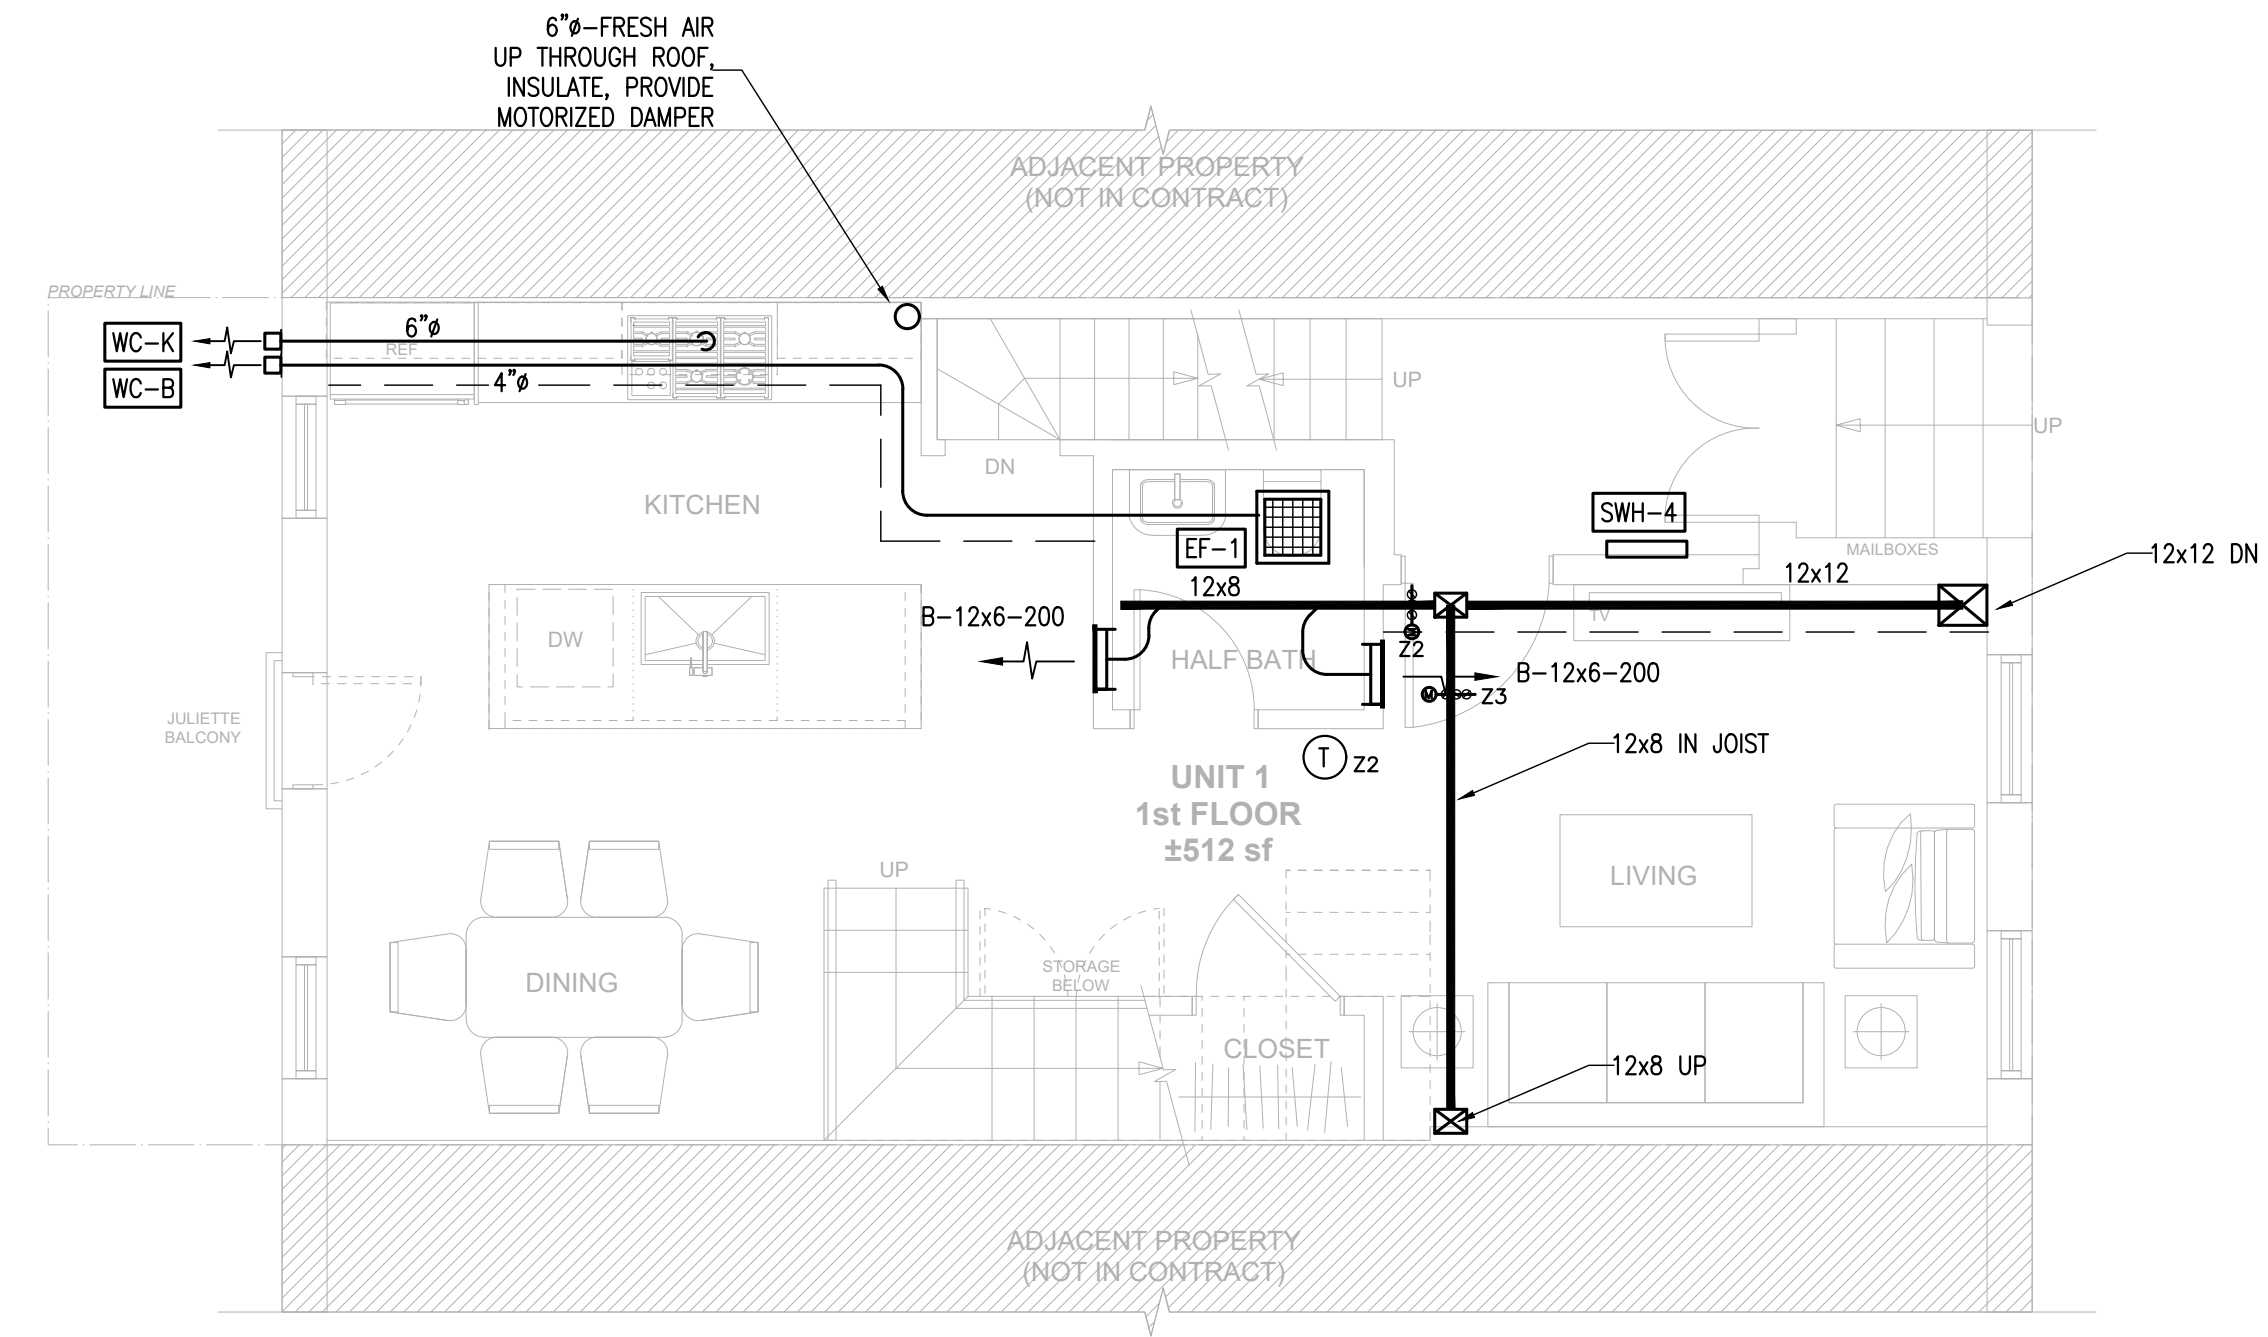 6"ø-FRESH AIR
UP THROUGH ROOF,
INSULATE, PROVIDE
MOTORIZED DAMPER
ADJACENT PROPERTY
(NOT IN CONTRACT)
PROPERTY LINE
WC-K
6"ø
REF
WC-B
4"ø
UP
UP
DN
KITCHEN
SWH-4
EF-1
MAILBOXES
12x12 DN
12x8
12x12
B-12x6-200
TV
DW
M
Z2
HALF BATH
B-12x6-200
M
Z3
JULIETTE
BALCONY
12x8 IN JOIST
T
Z2
UNIT 1
1st FLOOR
±512 sf
UP
LIVING
STORAGE
BELOW
DINING
CLOSET
12x8 UP
ADJACENT PROPERTY
(NOT IN CONTRACT)